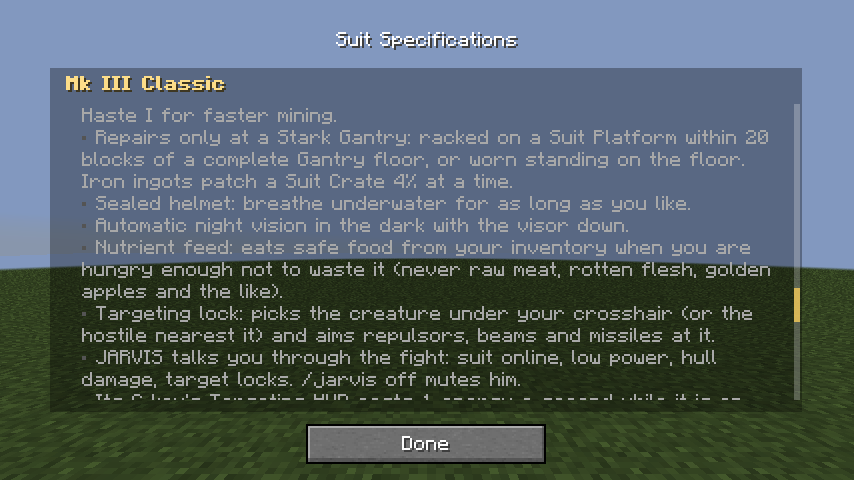 Suit Specifications
Mk III Classic
Haste I for faster mining.
• Repairs only at a Stark Gantry: racked on a Suit Platform within 20
blocks of a complete Gantry floor, or worn standing on the floor.
Iron ingots patch a Suit Crate 4% at a time.
• Sealed helmet: breathe underwater for as long as you like.
• Automatic night vision in the dark with the visor down.
• Nutrient feed: eats safe food from your inventory when you are
hungry enough not to waste it (never raw meat, rotten flesh, golden
apples and the like).
• Targeting lock: picks the creature under your crosshair (or the
hostile nearest it) and aims repulsors, beams and missiles at it.
• JARVIS talks you through the fight: suit online, low power, hull
damage, target locks. /jarvis off mutes him.
Targeting HUD
Done